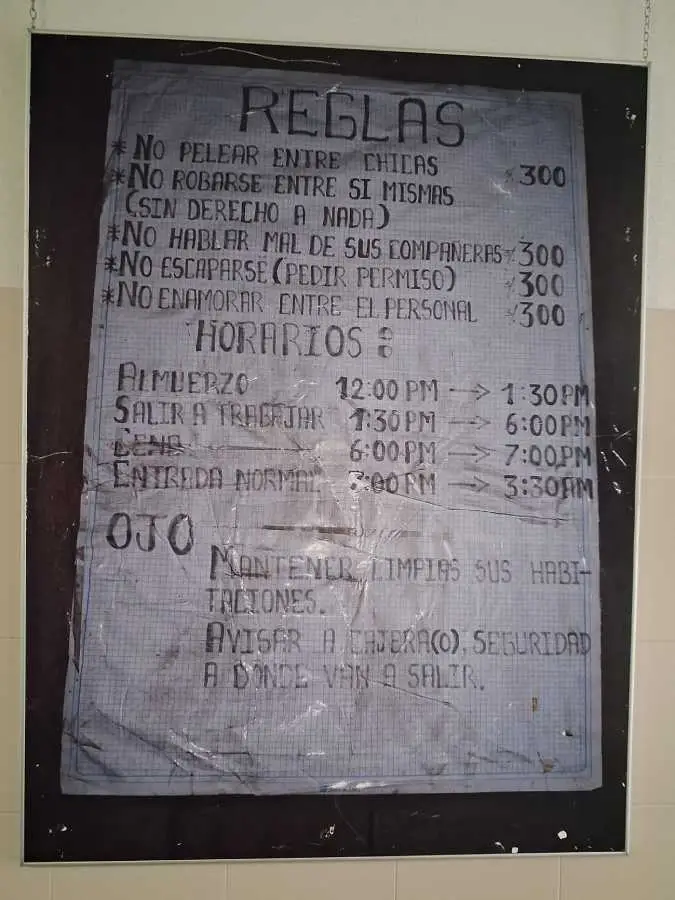 REGLAS
* NO PELEAR ENTRE CHICAS 300
* NO ROBARSE ENTRE SI MISMAS
(SIN DERECHO A NADA)
* NO HABLAR MAL DE SUS COMPAÑERAS 300
* NO ESCAPARSE (PEDIR PERMISO) 300
* NO ENAMORAR ENTRE EL PERSONAL 300
HORARIOS :
ALMUERZO 12:00 PM → 1:30 PM
SALIR A TRABAJAR 1:30 PM → 6:00 PM
CENA 6:00 PM → 7:00 PM
ENTRADA NORMAL :00 → 3:30 AM
OJO
MANTENER LIMPIAS SUS HABI-
TACIONES.
AVISAR A CAJERA(O), SEGURIDAD
A DONDE VAN A SALIR.